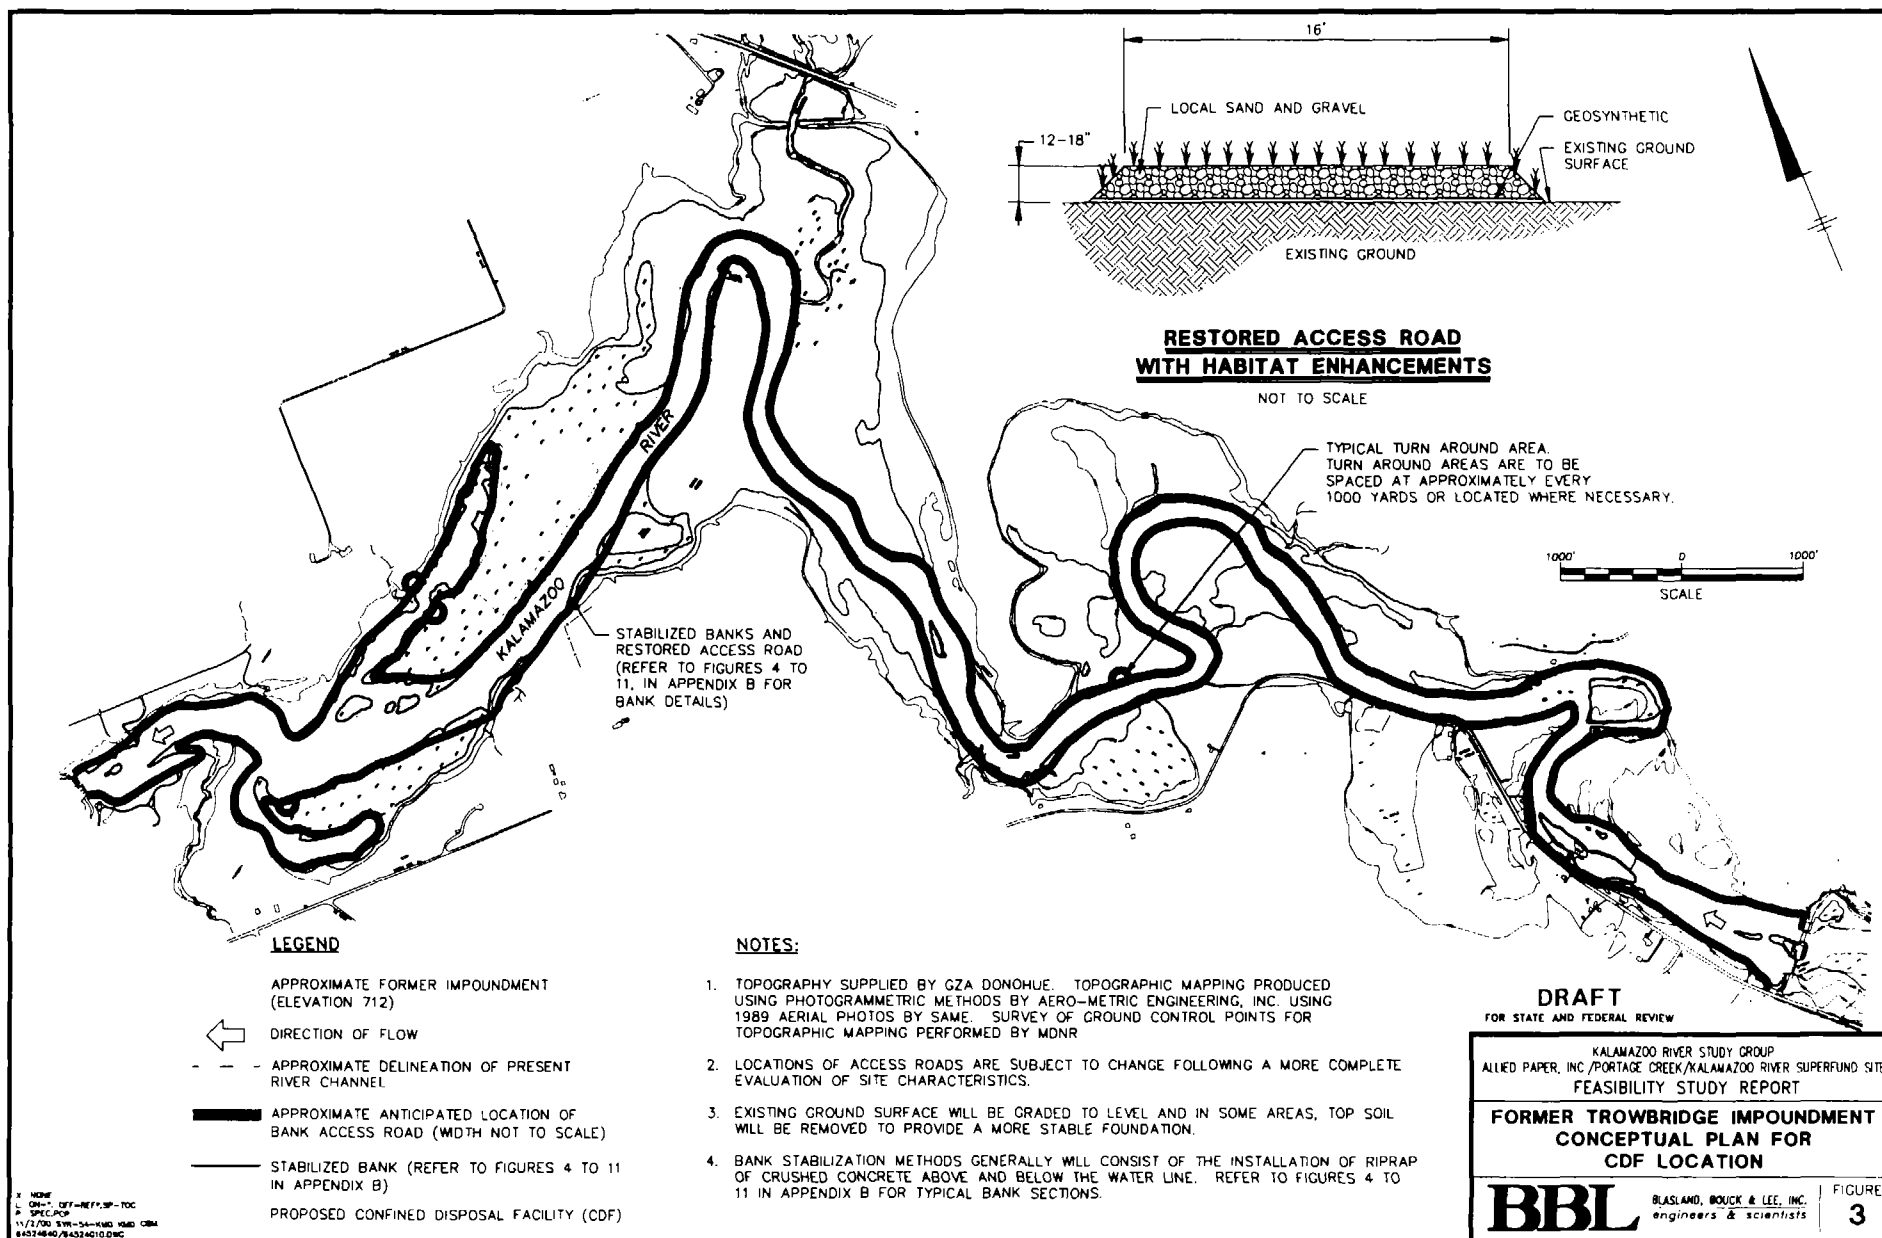 16'
LOCAL SAND AND GRAVEL
GEOSYNTHETIC
12-18"
EXISTING GROUND
SURFACE
EXISTING GROUND
RESTORED ACCESS ROAD
WITH HABITAT ENHANCEMENTS
NOT TO SCALE
TYPICAL TURN AROUND AREA.
TURN AROUND AREAS ARE TO BE
SPACED AT APPROXIMATELY EVERY
1000 YARDS OR LOCATED WHERE NECESSARY.
1000' 0 1000'
SCALE
KALAMAZOO RIVER
STABILIZED BANKS AND
RESTORED ACCESS ROAD
(REFER TO FIGURES 4 TO
11, IN APPENDIX B FOR
BANK DETAILS)
LEGEND
APPROXIMATE FORMER IMPOUNDMENT
(ELEVATION 712)
DIRECTION OF FLOW
APPROXIMATE DELINEATION OF PRESENT
RIVER CHANNEL
APPROXIMATE ANTICIPATED LOCATION OF
BANK ACCESS ROAD (WIDTH NOT TO SCALE)
STABILIZED BANK (REFER TO FIGURES 4 TO 11
IN APPENDIX B)
PROPOSED CONFINED DISPOSAL FACILITY (CDF)
NOTES:
1. TOPOGRAPHY SUPPLIED BY GZA DONOHUE. TOPOGRAPHIC MAPPING PRODUCED
USING PHOTOGRAMMETRIC METHODS BY AERO-METRIC ENGINEERING, INC. USING
1989 AERIAL PHOTOS BY SAME. SURVEY OF GROUND CONTROL POINTS FOR
TOPOGRAPHIC MAPPING PERFORMED BY MDNR
2. LOCATIONS OF ACCESS ROADS ARE SUBJECT TO CHANGE FOLLOWING A MORE COMPLETE
EVALUATION OF SITE CHARACTERISTICS.
3. EXISTING GROUND SURFACE WILL BE GRADED TO LEVEL AND IN SOME AREAS, TOP SOIL
WILL BE REMOVED TO PROVIDE A MORE STABLE FOUNDATION.
4. BANK STABILIZATION METHODS GENERALLY WILL CONSIST OF THE INSTALLATION OF RIPRAP
OF CRUSHED CONCRETE ABOVE AND BELOW THE WATER LINE. REFER TO FIGURES 4 TO
11 IN APPENDIX B FOR TYPICAL BANK SECTIONS.
DRAFT
FOR STATE AND FEDERAL REVIEW
KALAMAZOO RIVER STUDY GROUP
ALLIED PAPER, INC/PORTAGE CREEK/KALAMAZOO RIVER SUPERFUND SITE
FEASIBILITY STUDY REPORT
FORMER TROWBRIDGE IMPOUNDMENT
CONCEPTUAL PLAN FOR
CDF LOCATION
BBL
BLASLAND, BOUCK & LEE, INC.
engineers & scientists
FIGURE
3
X NONE
P SPEC.PCP